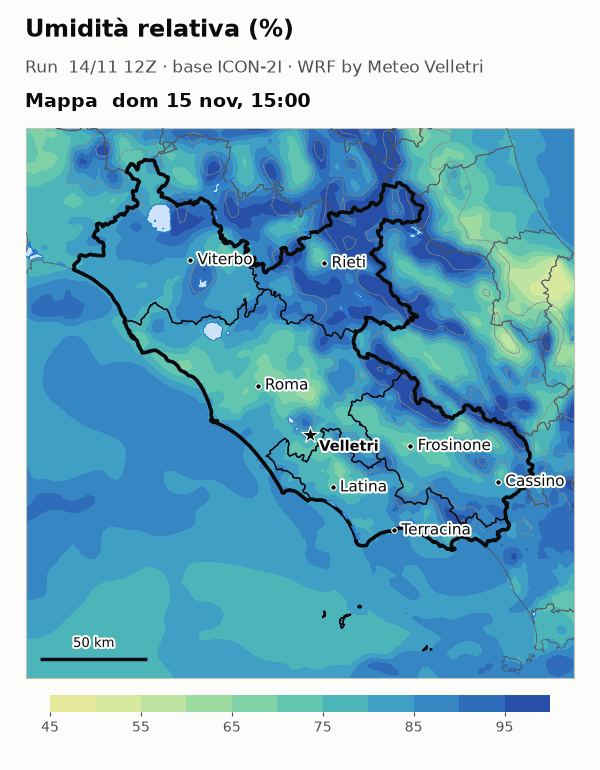 Umidità relativa (%)
Run 14/11 12Z · base ICON-2I · WRF by Meteo Velletri
Mappa dom 15 nov, 15:00
Viterbo
Rieti
Roma
Velletri
Frosinone
Cassino
Latina
Terracina
50 km
45 55 65 75 85 95